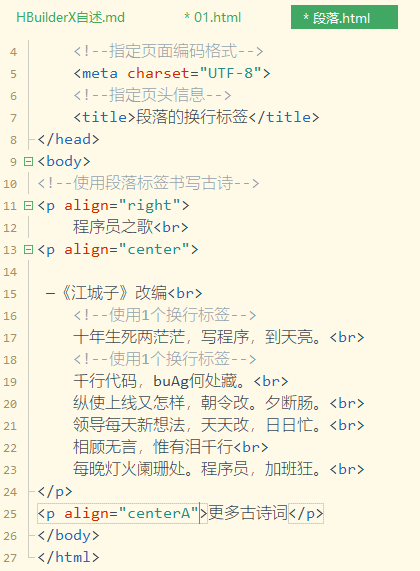 HBuilderX自述.md
* 01.html
* 段落.html
4 <!--指定页面编码格式-->
5 <meta charset="UTF-8">
6 <!--指定页头信息-->
7 <title>段落的换行标签</title>
8 </head>
9 <body>
10 <!--使用段落标签书写古诗-->
11 <p align="right">
12 程序员之歌<br>
13 <p align="center">
14
15 —《江城子》改编<br>
16 <!--使用1个换行标签-->
17 十年生死两茫茫，写程序，到天亮。<br>
18 <!--使用1个换行标签-->
19 千行代码，buAg何处藏。<br>
20 纵使上线又怎样，朝令改。夕断肠。<br>
21 领导每天新想法，天天改，日日忙。<br>
22 相顾无言，惟有泪千行<br>
23 每晚灯火阑珊处。程序员，加班狂。<br>
24 </p>
25 <p align="centerA">更多古诗词</p>
26 </body>
27 </html>